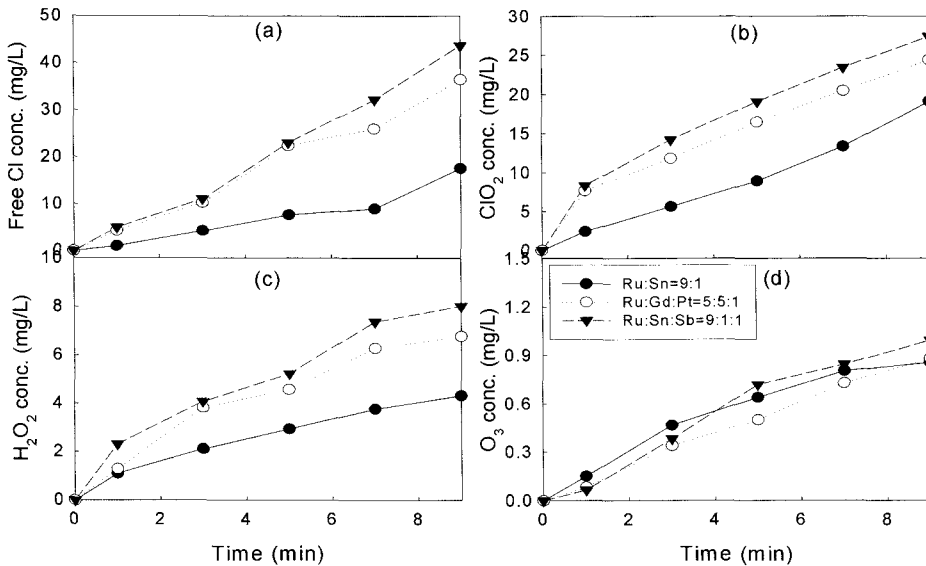 (a)
Free Cl conc. (mg/L)
50
40
30
20
10
0
(b)
ClO2 conc. (mg/L)
30
25
20
15
10
5
0
(c)
H2O2 conc. (mg/L)
10
8
6
4
2
0
0 2 4 6 8
Time (min)
(d)
O3 conc. (mg/L)
1.5
1.2
0.9
0.6
0.3
0.0
Ru:Sn=9:1
Ru:Gd:Pt=5:5:1
Ru:Sn:Sb=9:1:1
0 2 4 6 8
Time (min)